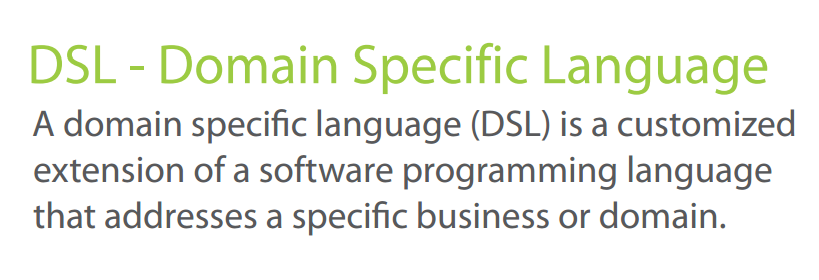 DSL - Domain Specific Language
A domain specific language (DSL) is a customized
extension of a software programming language
that addresses a specific business or domain.